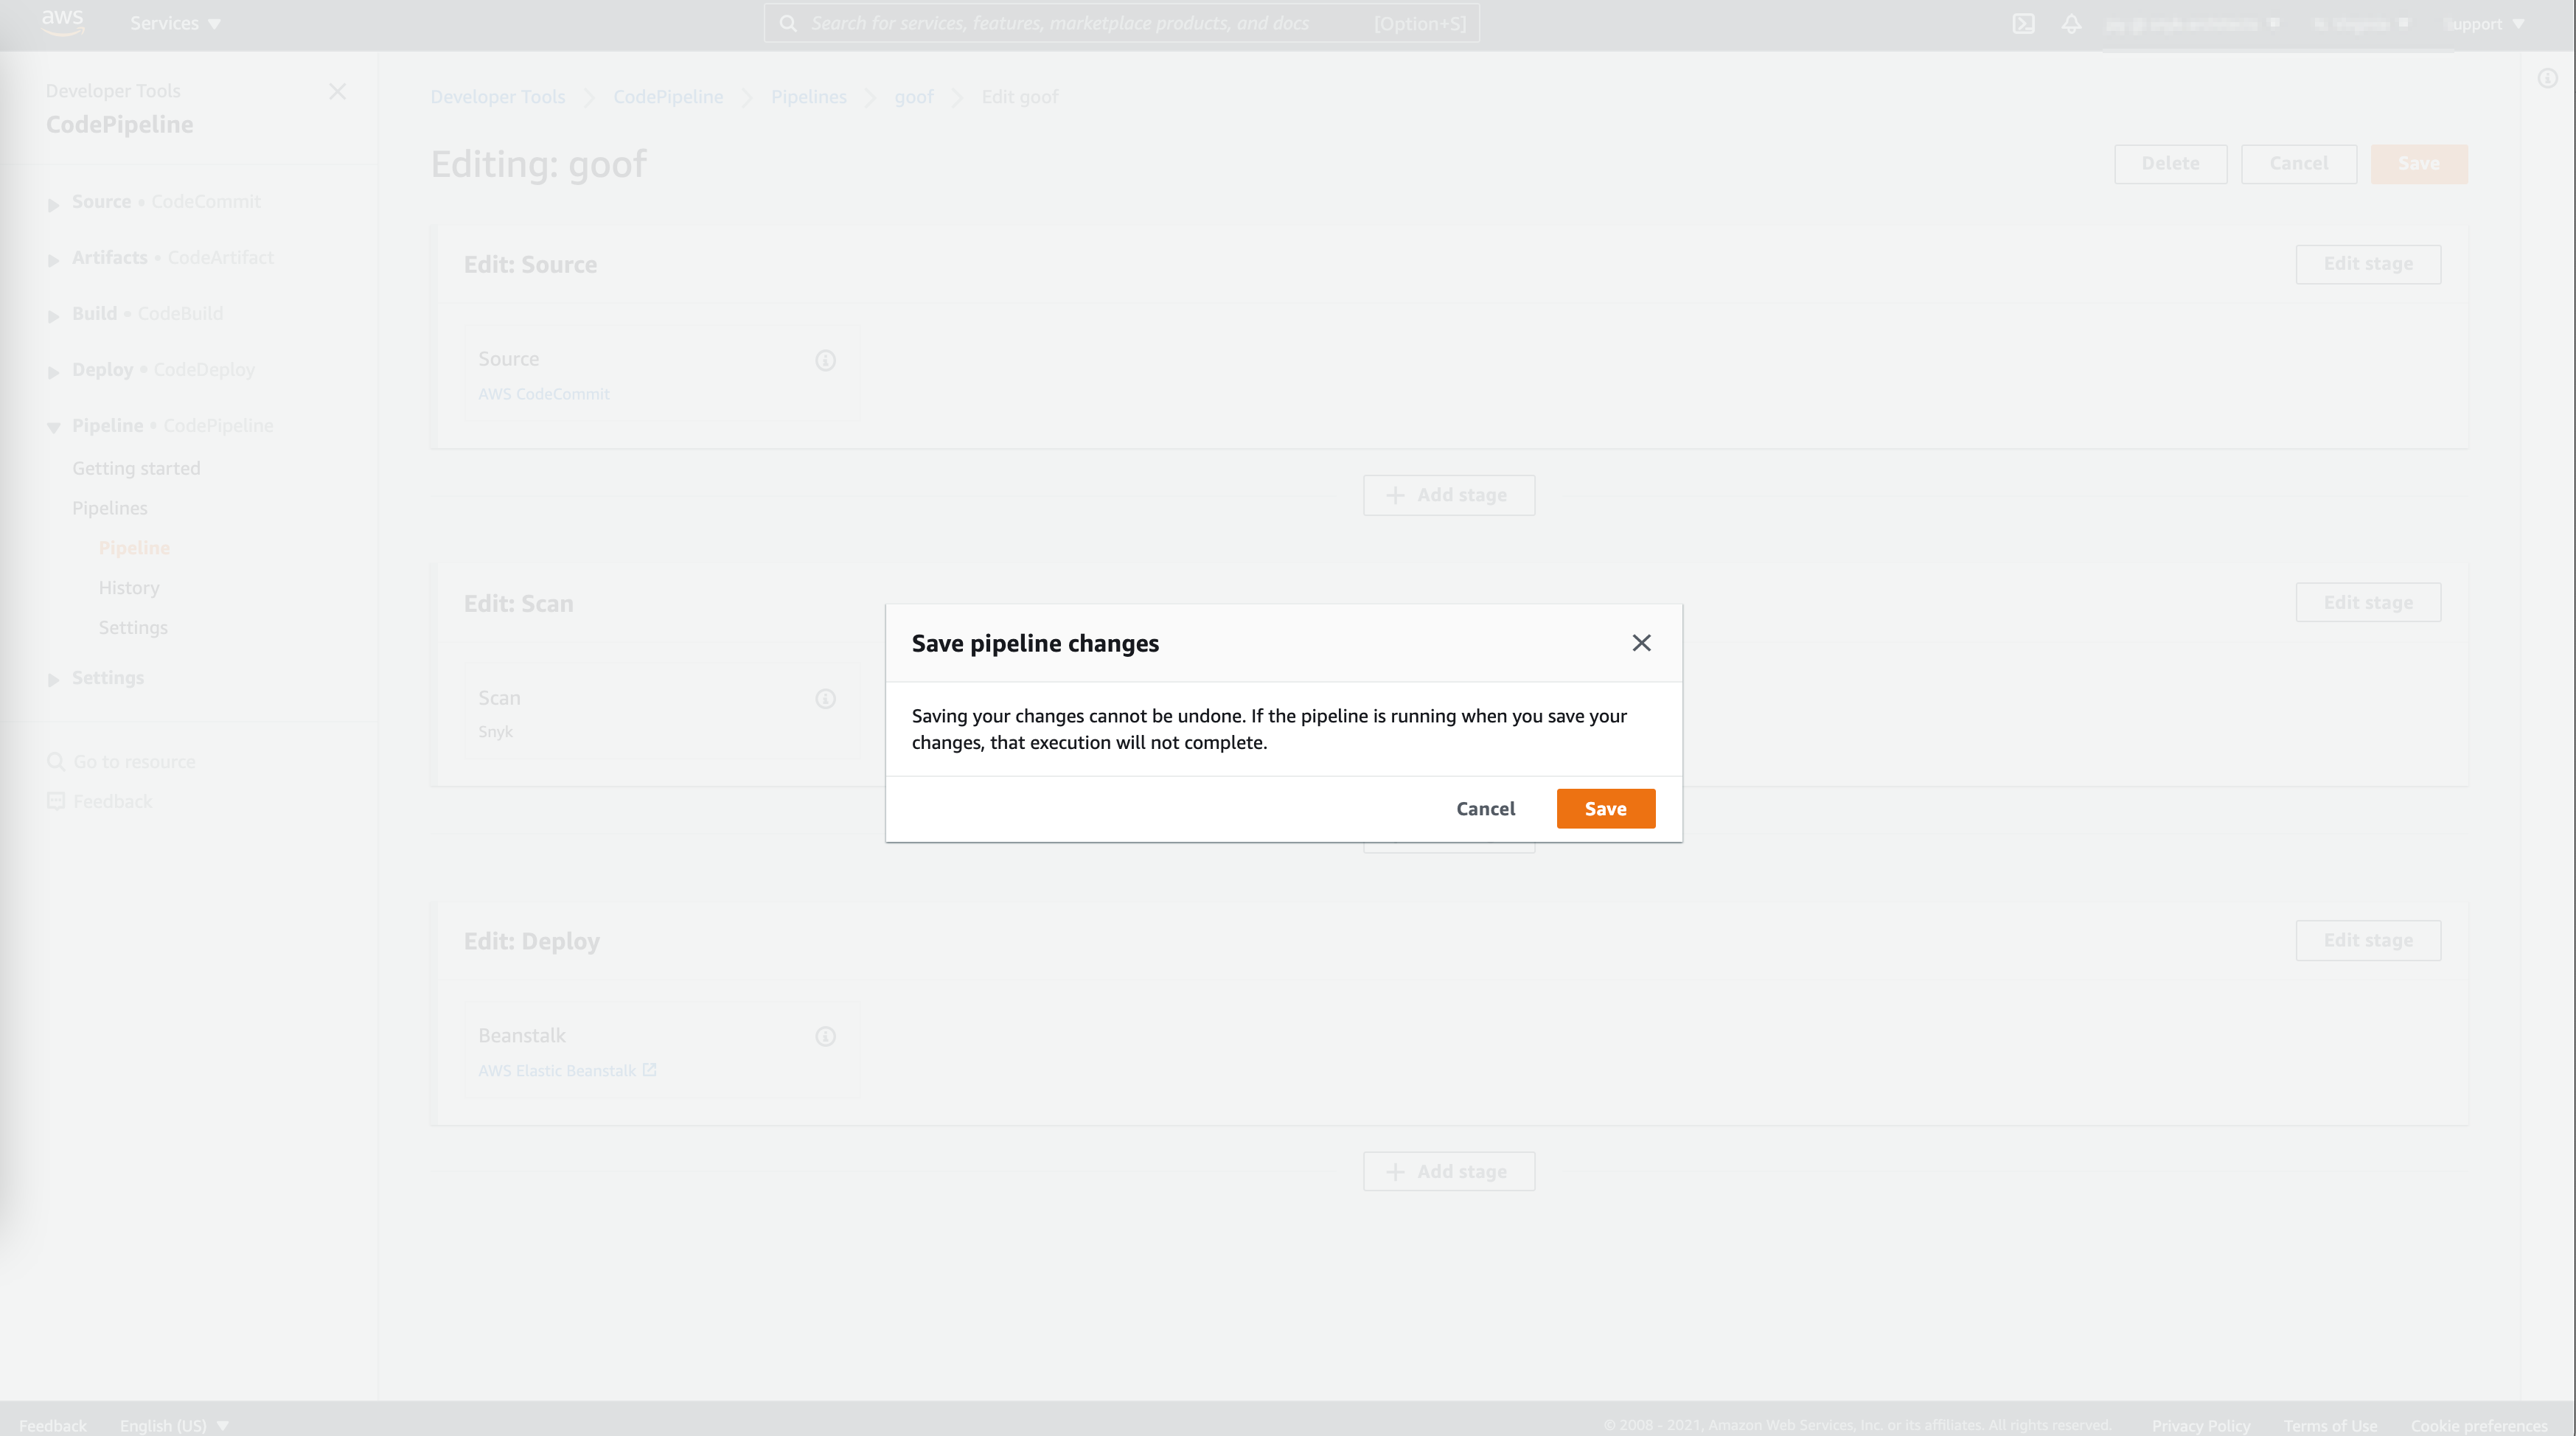 aws
Services
Search for services, features, marketplace products, and docs [Option+S]
Support
Developer Tools
CodePipeline
Source • CodeCommit
Artifacts • CodeArtifact
Build • CodeBuild
Deploy • CodeDeploy
Pipeline • CodePipeline
Getting started
Pipelines
Pipeline
History
Settings
Settings
Go to resource
Feedback
Developer Tools > CodePipeline > Pipelines > goof > Edit goof
Editing: goof
Delete Cancel Save
Edit: Source
Edit stage
Source
AWS CodeCommit
+ Add stage
Edit: Scan
Edit stage
Scan
Snyk
Save pipeline changes
Saving your changes cannot be undone. If the pipeline is running when you save your
changes, that execution will not complete.
Cancel Save
Edit: Deploy
Edit stage
Beanstalk
AWS Elastic Beanstalk
+ Add stage
Feedback English (US)
© 2008 - 2021, Amazon Web Services, Inc. or its affiliates. All rights reserved. Privacy Policy Terms of Use Cookie preferences